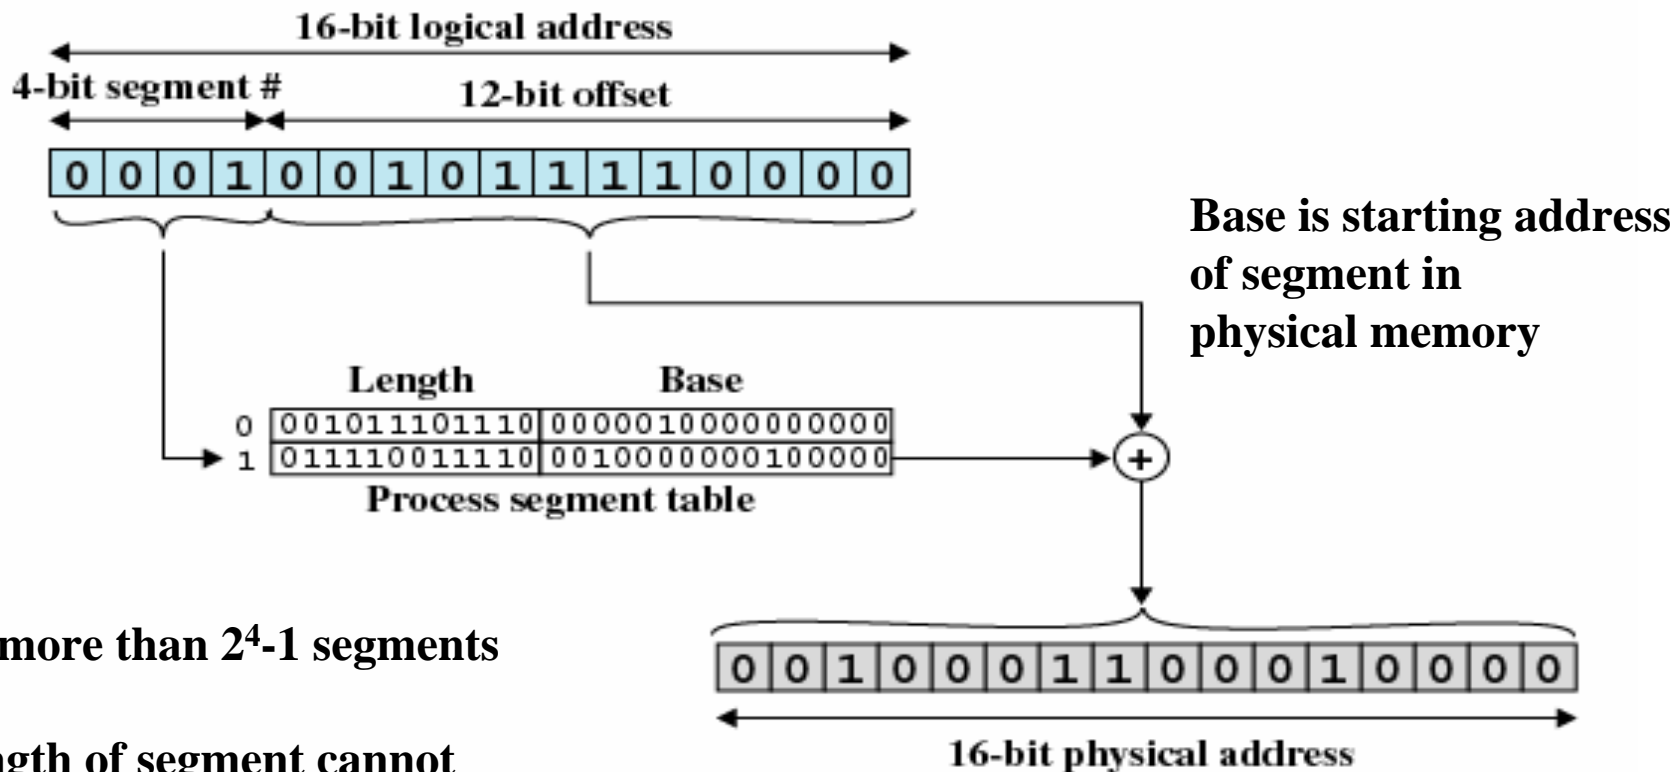 16-bit logical address
4-bit segment # 12-bit offset
0 0 0 1 0 0 1 0 1 1 1 1 0 0 0 0
Base is starting address
of segment in
physical memory
Length Base
0 001011101110 0000010000000000
1 011110011110 0010000000100000
+
Process segment table
more than 2⁴-1 segments
0 0 1 0 0 0 1 1 0 0 0 1 0 0 0 0
16-bit physical address
of segment cannot